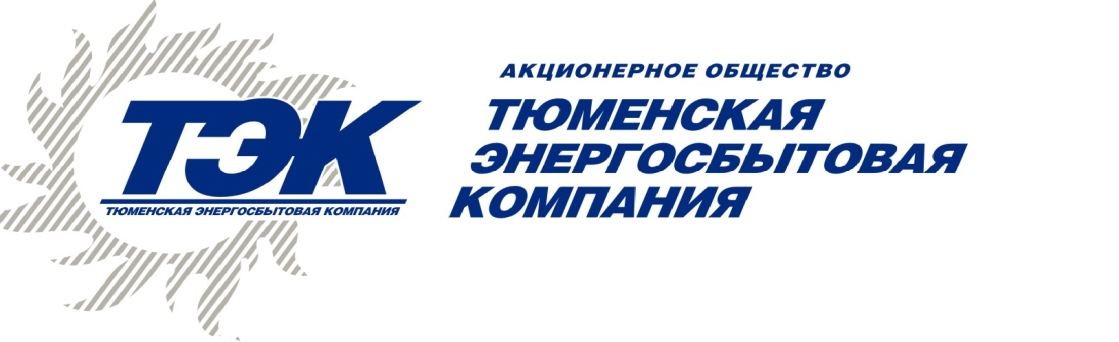 ТЭК
ТЮМЕНСКАЯ ЭНЕРГОСБЫТОВАЯ КОМПАНИЯ
АКЦИОНЕРНОЕ ОБЩЕСТВО
ТЮМЕНСКАЯ
ЭНЕРГОСБЫТОВАЯ
КОМПАНИЯ